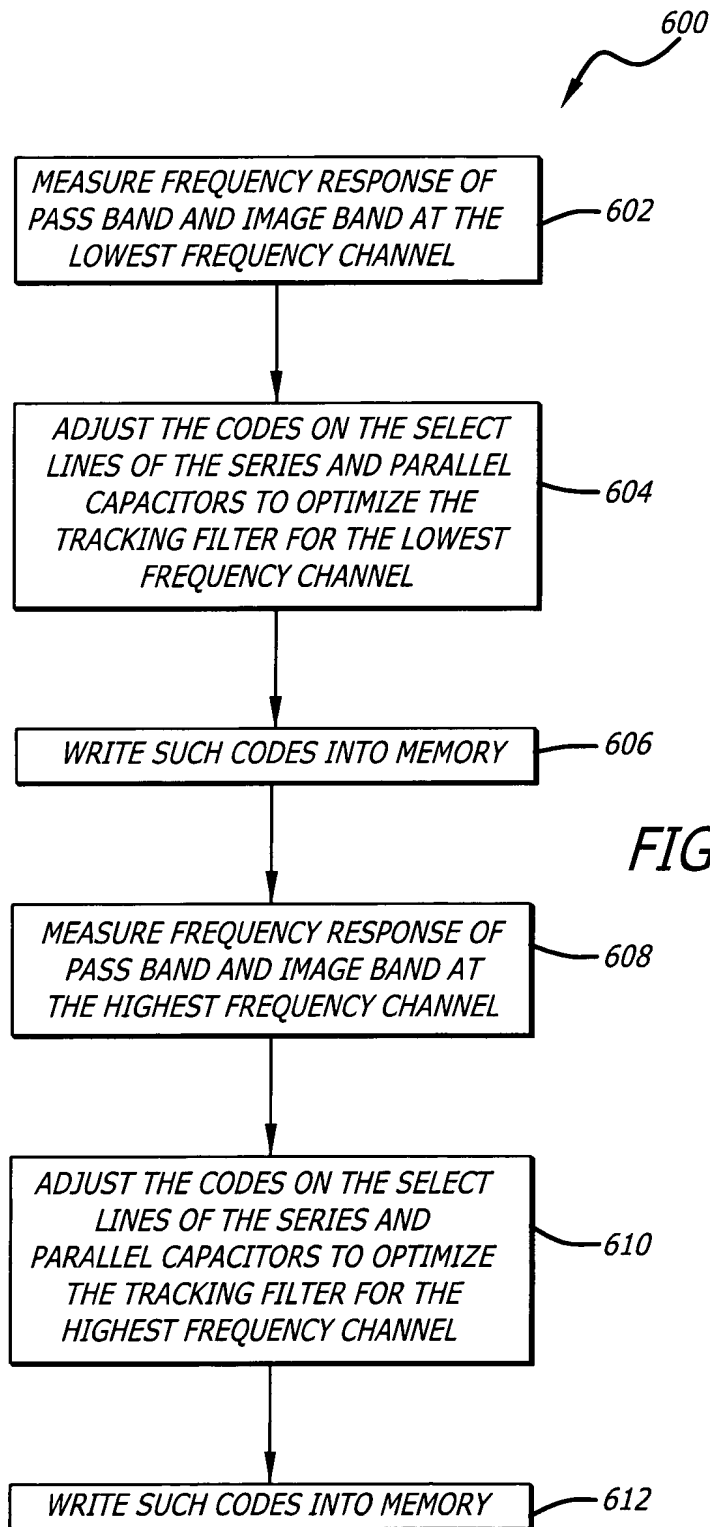 600
MEASURE FREQUENCY RESPONSE OF
PASS BAND AND IMAGE BAND AT THE
LOWEST FREQUENCY CHANNEL
602
ADJUST THE CODES ON THE SELECT
LINES OF THE SERIES AND PARALLEL
CAPACITORS TO OPTIMIZE THE
TRACKING FILTER FOR THE LOWEST
FREQUENCY CHANNEL
604
WRITE SUCH CODES INTO MEMORY
606
FIG
MEASURE FREQUENCY RESPONSE OF
PASS BAND AND IMAGE BAND AT
THE HIGHEST FREQUENCY CHANNEL
608
ADJUST THE CODES ON THE SELECT
LINES OF THE SERIES AND
PARALLEL CAPACITORS TO OPTIMIZE
THE TRACKING FILTER FOR THE
HIGHEST FREQUENCY CHANNEL
610
WRITE SUCH CODES INTO MEMORY
612